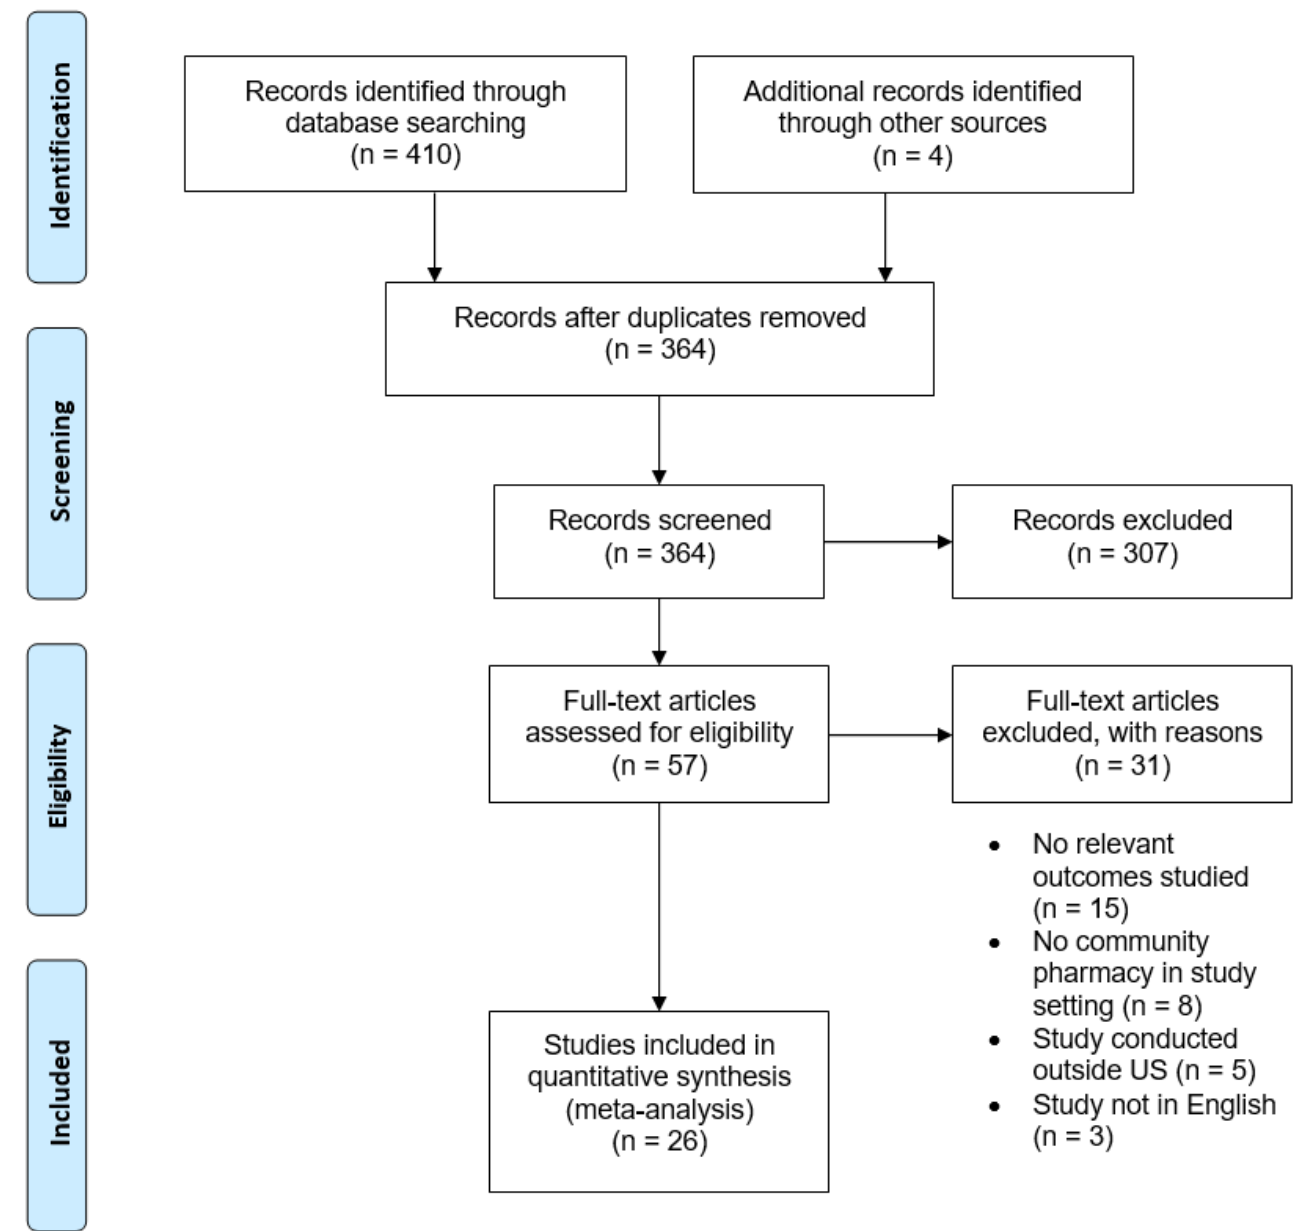 Identification
Records identified through
database searching
(n = 410)
Additional records identified
through other sources
(n = 4)
Records after duplicates removed
(n = 364)
Screening
Records screened
(n = 364)
Records excluded
(n = 307)
Eligibility
Full-text articles
assessed for eligibility
(n = 57)
Full-text articles
excluded, with reasons
(n = 31)
• No relevant
outcomes studied
(n = 15)
• No community
pharmacy in study
setting (n = 8)
• Study conducted
outside US (n = 5)
• Study not in English
(n = 3)
Included
Studies included in
quantitative synthesis
(meta-analysis)
(n = 26)